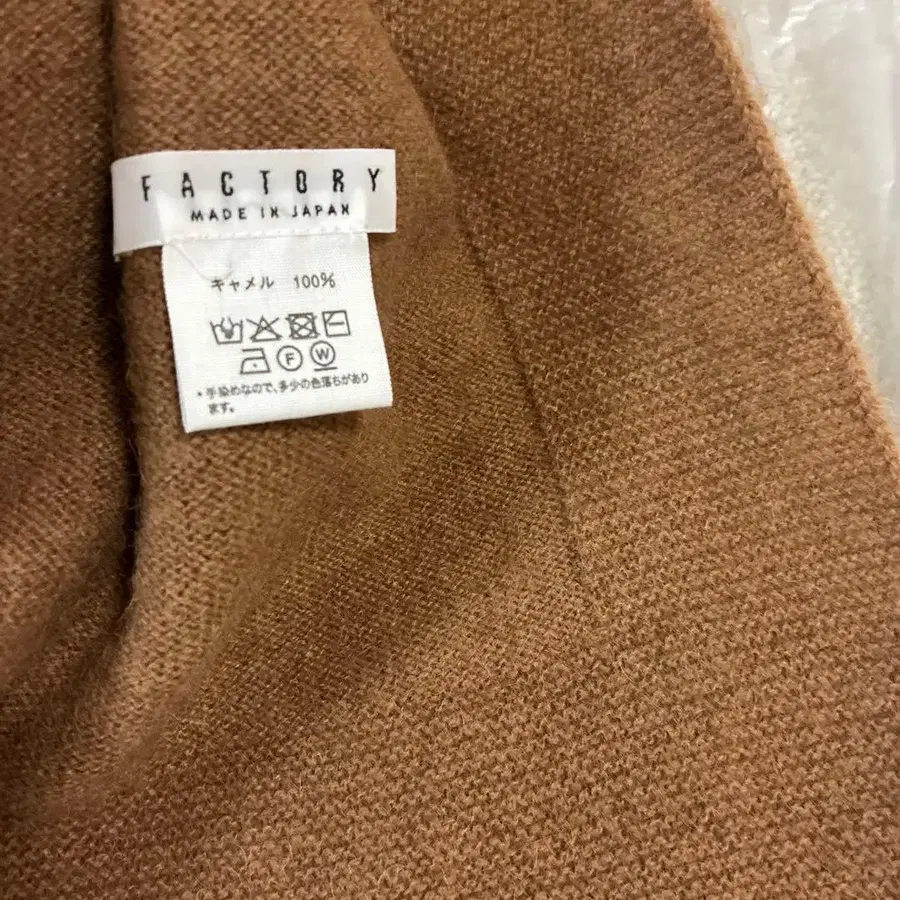 FACTORY
MADE IN JAPAN
キャメル 100%
F W
・手染めなので、多少の色落ちがあり
ます。